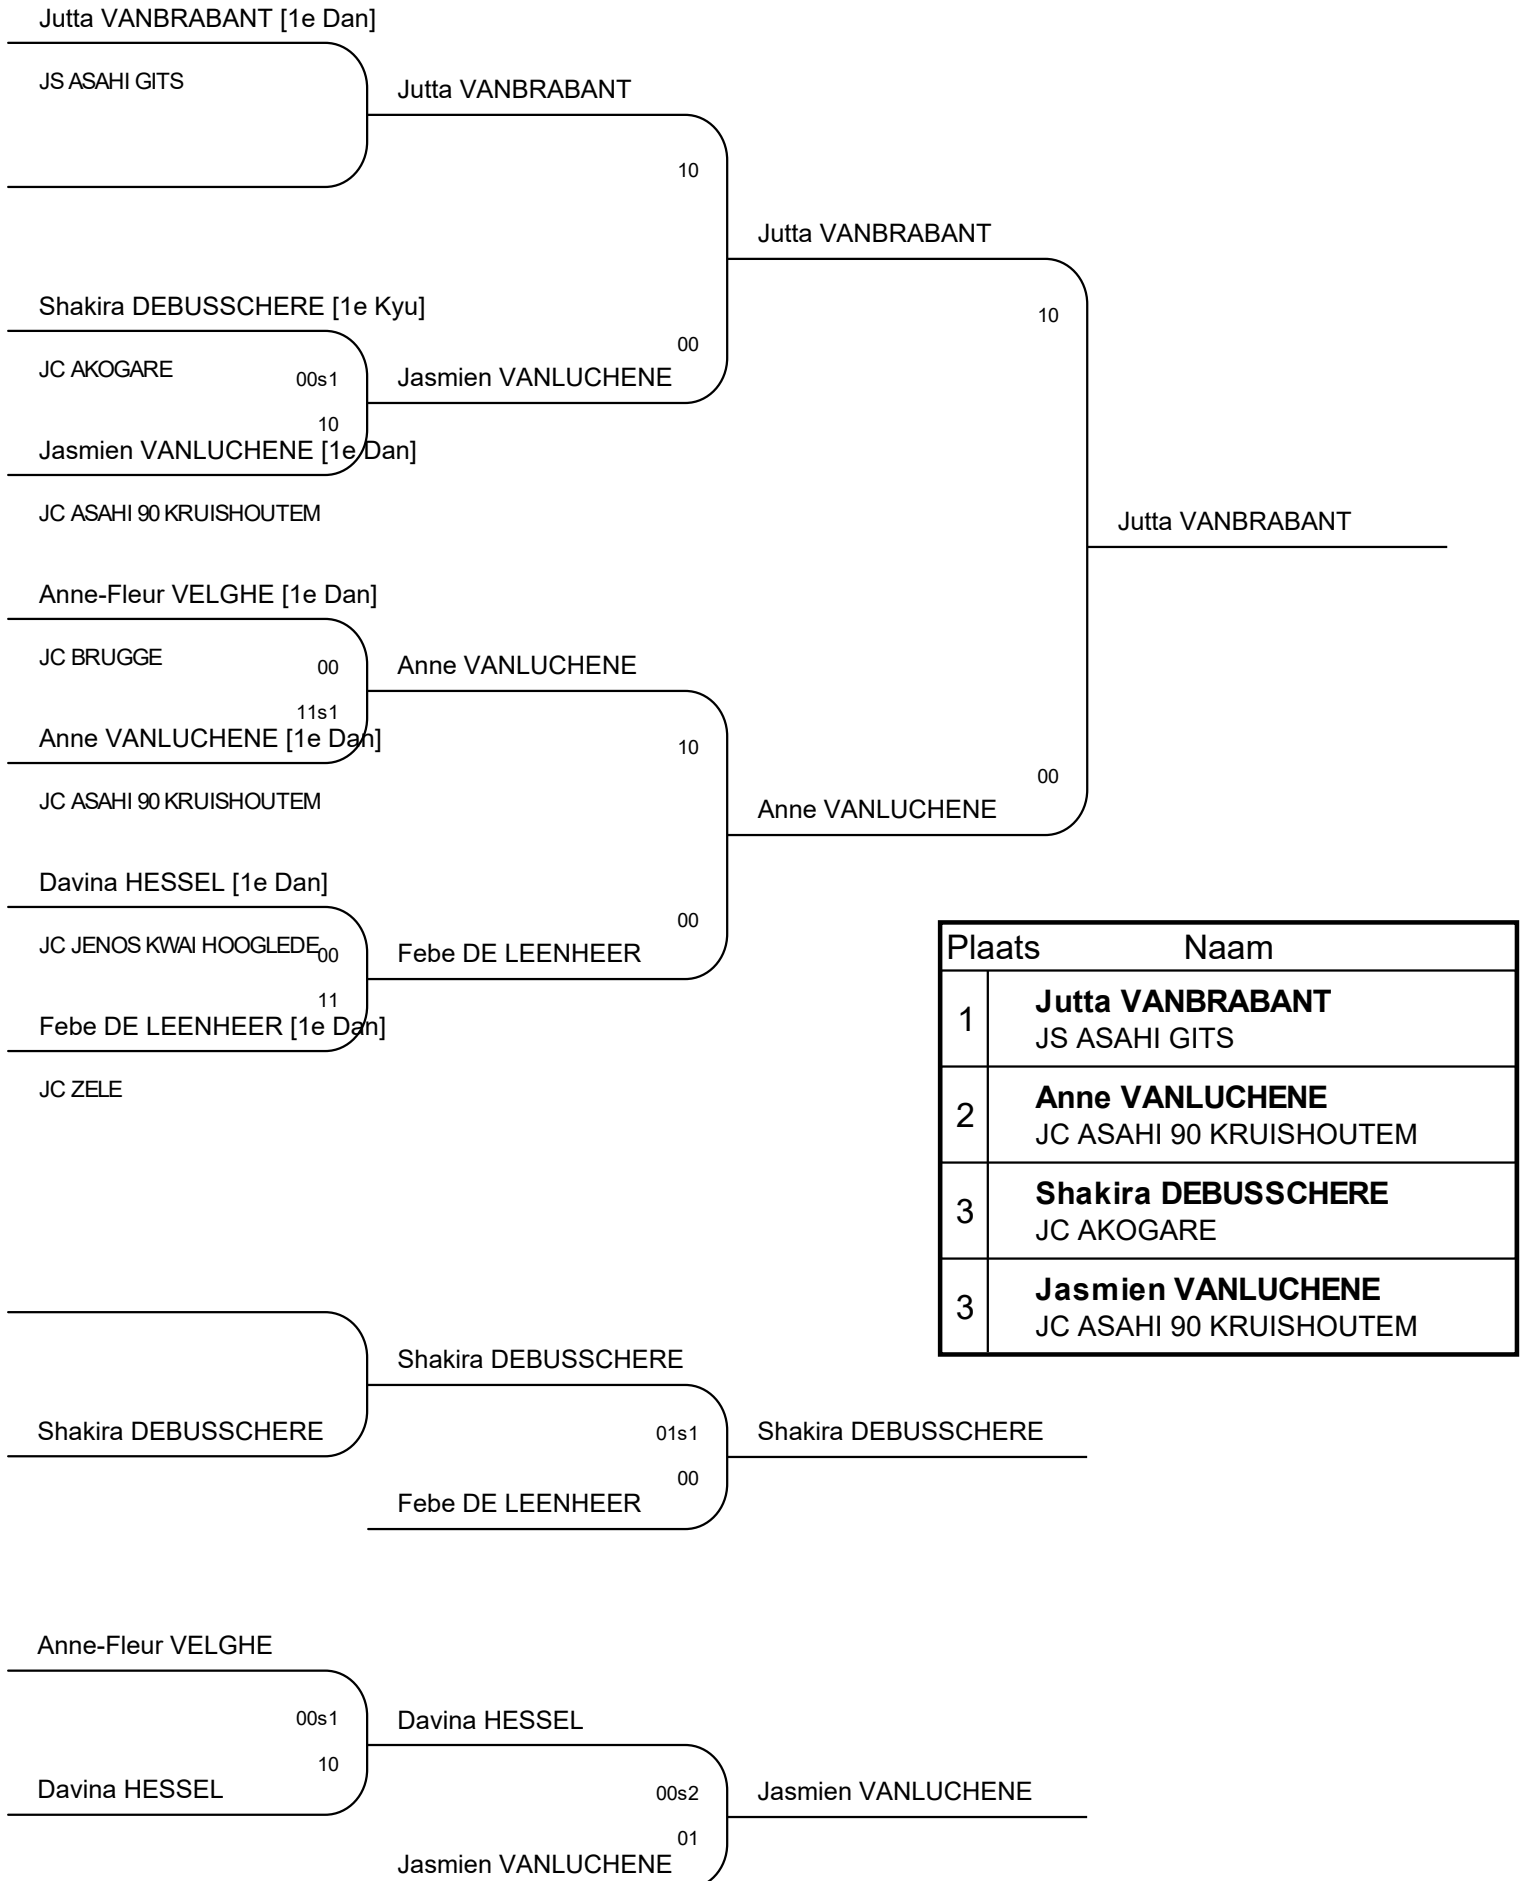 Jutta VANBRABANT [1e Dan]
JS ASAHI GITS
Jutta VANBRABANT
10
Jutta VANBRABANT
Shakira DEBUSSCHERE [1e Kyu]
10
00
JC AKOGARE
00s1
Jasmien VANLUCHENE
10
Jasmien VANLUCHENE [1e Dan]
JC ASAHI 90 KRUISHOUTEM
Jutta VANBRABANT
Anne-Fleur VELGHE [1e Dan]
JC BRUGGE
00
Anne VANLUCHENE
11s1
Anne VANLUCHENE [1e Dan]
10
00
JC ASAHI 90 KRUISHOUTEM
Anne VANLUCHENE
Davina HESSEL [1e Dan]
00
JC JENOS KWAI HOOGLEDE
00
Febe DE LEENHEER
11
Febe DE LEENHEER [1e Dan]
JC ZELE
Plaats Naam
1
Jutta VANBRABANT
JS ASAHI GITS
2
Anne VANLUCHENE
JC ASAHI 90 KRUISHOUTEM
3
Shakira DEBUSSCHERE
JC AKOGARE
3
Jasmien VANLUCHENE
JC ASAHI 90 KRUISHOUTEM
Shakira DEBUSSCHERE
Shakira DEBUSSCHERE
01s1
Shakira DEBUSSCHERE
00
Febe DE LEENHEER
Anne-Fleur VELGHE
00s1
Davina HESSEL
10
Davina HESSEL
00s2
Jasmien VANLUCHENE
01
Jasmien VANLUCHENE